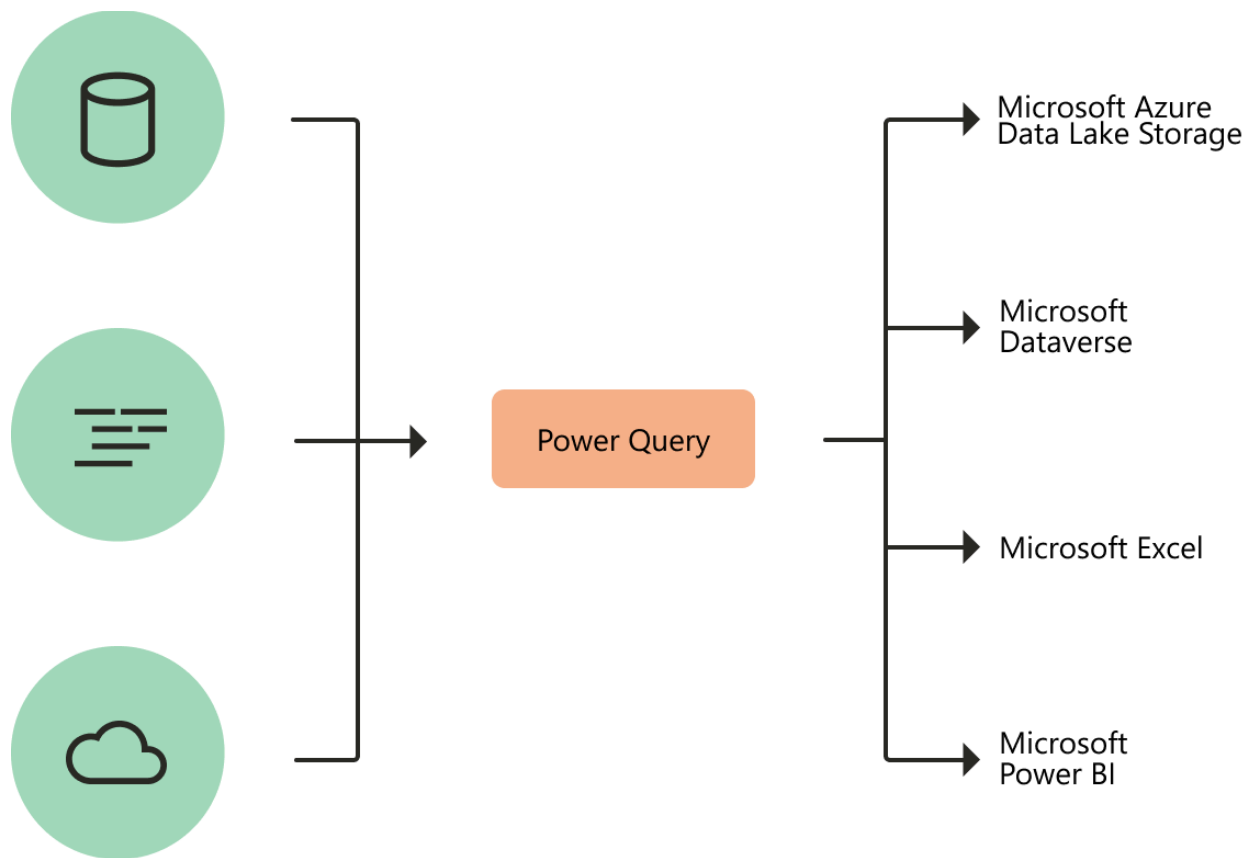 Microsoft Azure
Data Lake Storage
Microsoft
Dataverse
Power Query
Microsoft Excel
Microsoft
Power BI